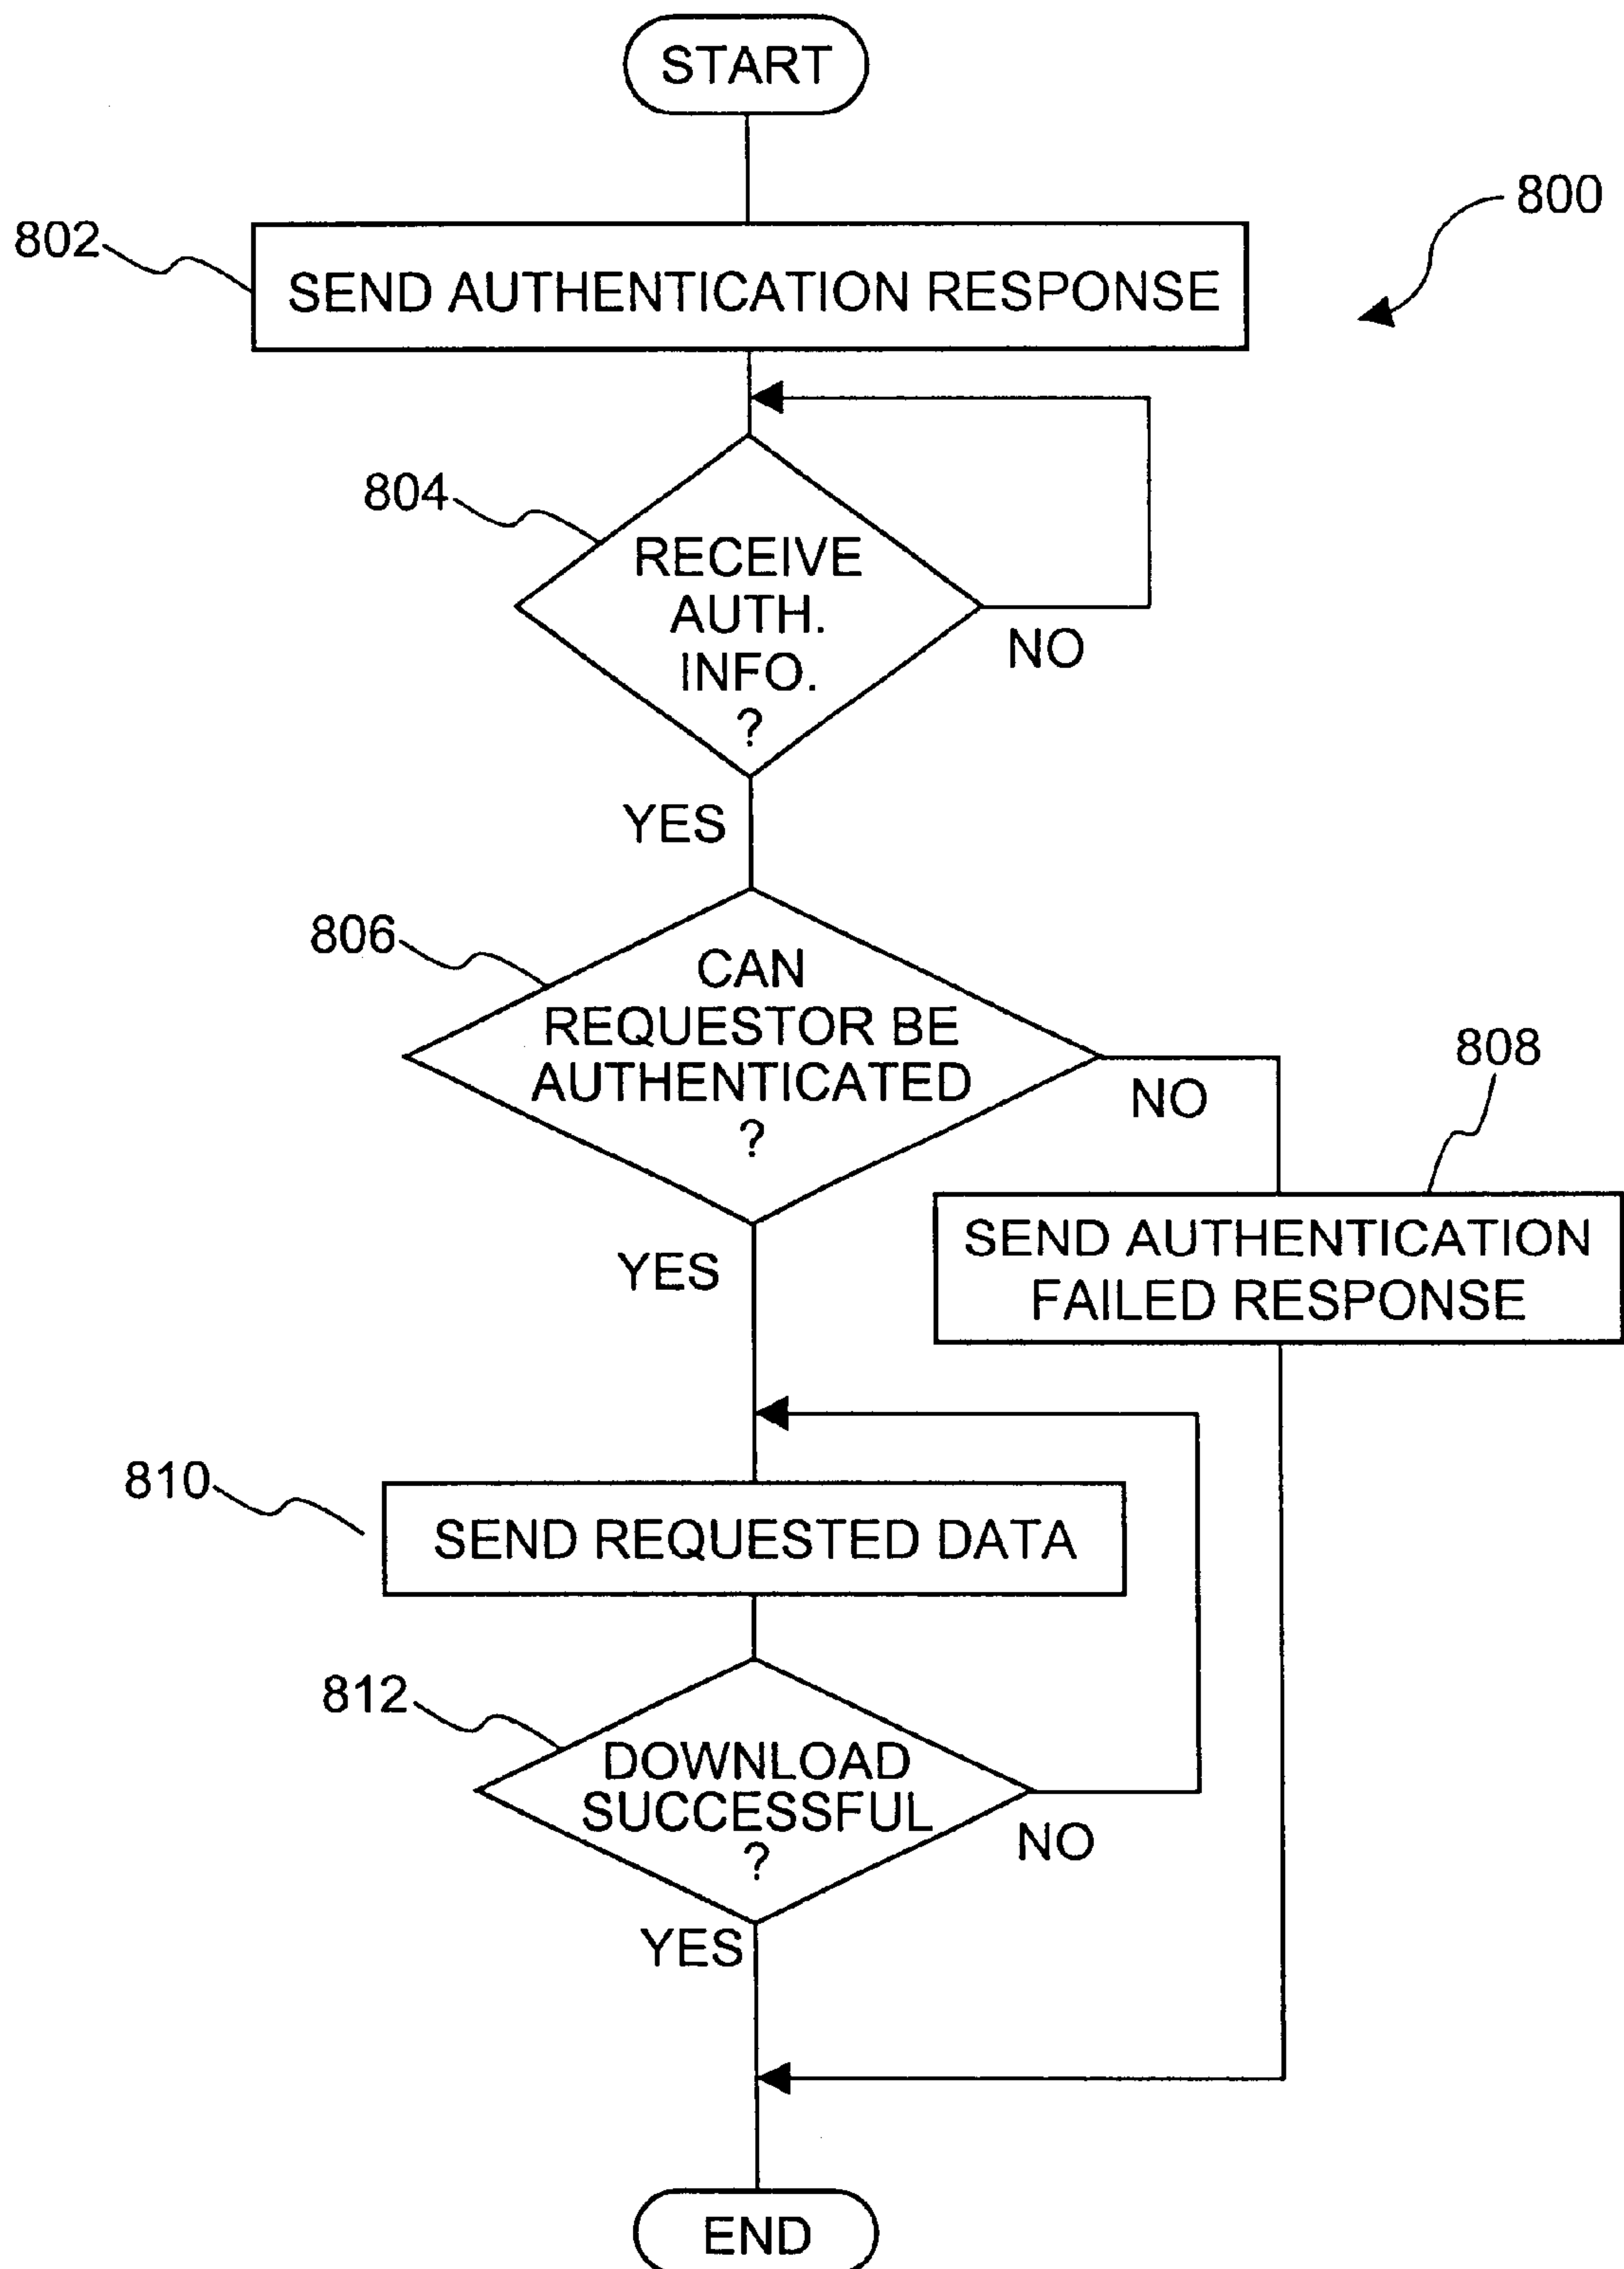 START
800
802
SEND AUTHENTICATION RESPONSE
804
RECEIVE
AUTH.
INFO.
?
NO
YES
806
CAN
REQUESTOR BE
AUTHENTICATED
?
NO
808
SEND AUTHENTICATION
FAILED RESPONSE
YES
810
SEND REQUESTED DATA
812
DOWNLOAD
SUCCESSFUL
?
NO
YES
END